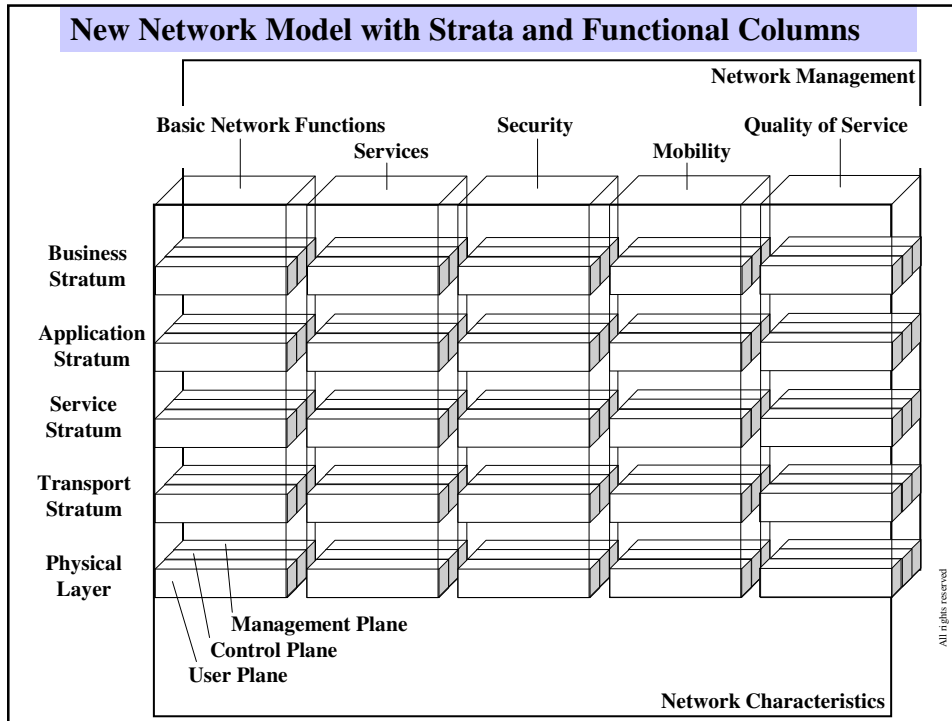 New Network Model with Strata and Functional Columns
Network Management
Basic Network Functions
Services
Security
Mobility
Quality of Service
Business
Stratum
Application
Stratum
Service
Stratum
Transport
Stratum
Physical
Layer
Management Plane
Control Plane
User Plane
Network Characteristics
All rights reserved